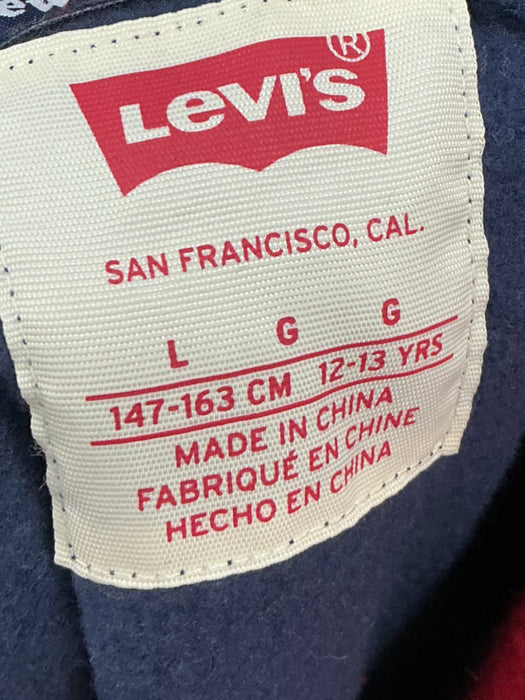 Levi's®
SAN FRANCISCO, CAL.
L G G
147-163 CM 12-13 YRS
MADE IN CHINA
FABRIQUÉ EN CHINE
HECHO EN CHINA